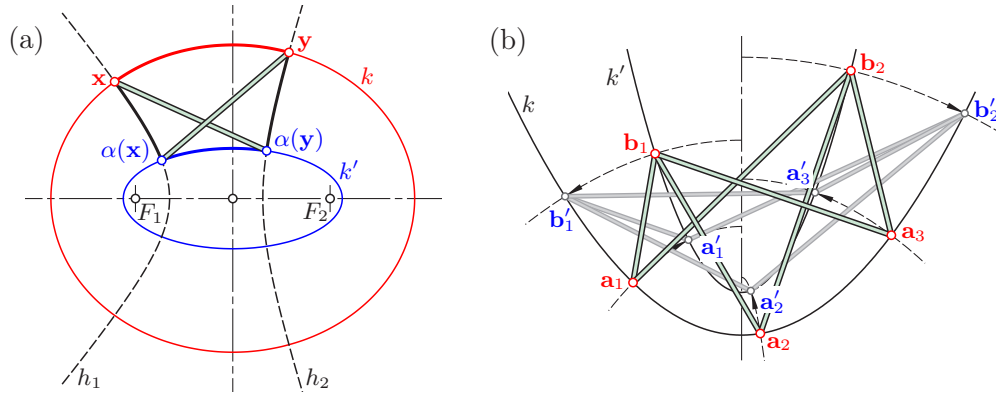 (a)
x
y
k
α(x)
α(y)
k′
F₁
F₂
h₁
h₂
(b)
k
k′
b₂
b′₂
b₁
a′₃
b′₁
a′₁
a₃
a₁
a′₂
a₂